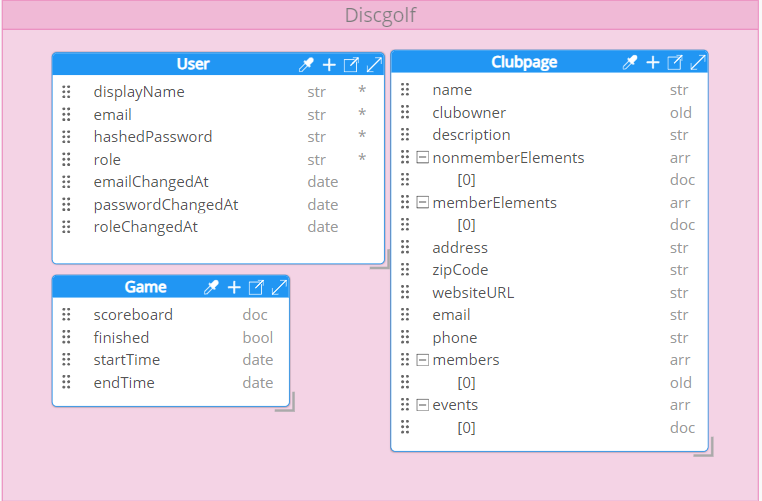 Discgolf
User
displayName str *
email str *
hashedPassword str *
role str *
emailChangedAt date
passwordChangedAt date
roleChangedAt date
Game
scoreboard doc
finished bool
startTime date
endTime date
Clubpage
name str
clubowner oId
description str
nonmemberElements arr
[0] doc
memberElements arr
[0] doc
address str
zipCode str
websiteURL str
email str
phone str
members arr
[0] oId
events arr
[0] doc